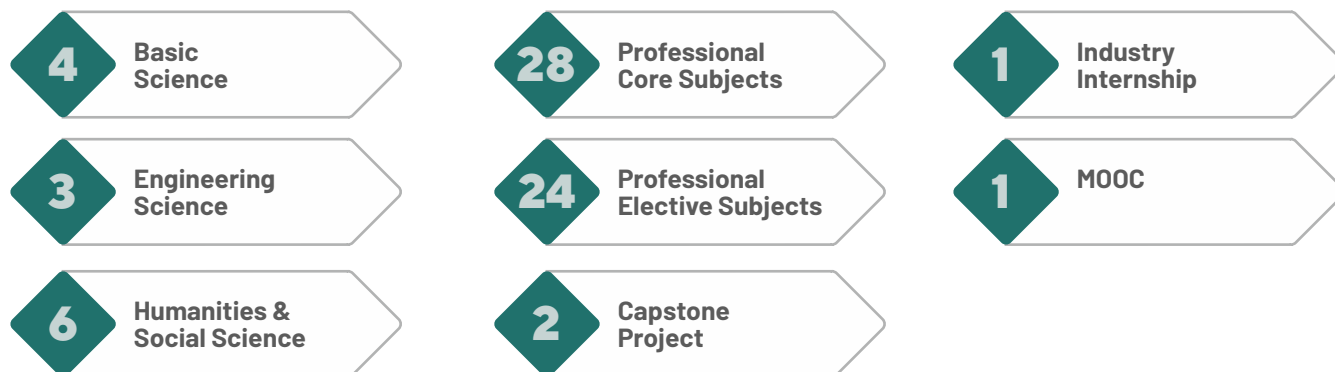 4
Basic
Science
3
Engineering
Science
6
Humanities &
Social Science
28
Professional
Core Subjects
24
Professional
Elective Subjects
2
Capstone
Project
1
Industry
Internship
1
MOOC